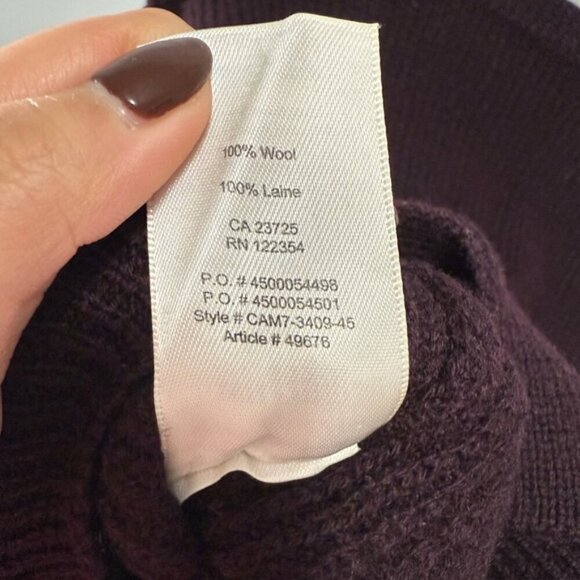 100% Wool
100% Laine
CA 23725
RN 122354
P.O. # 4500054498
P.O. # 4500054501
Style # CAM7-3409-45
Article # 49676